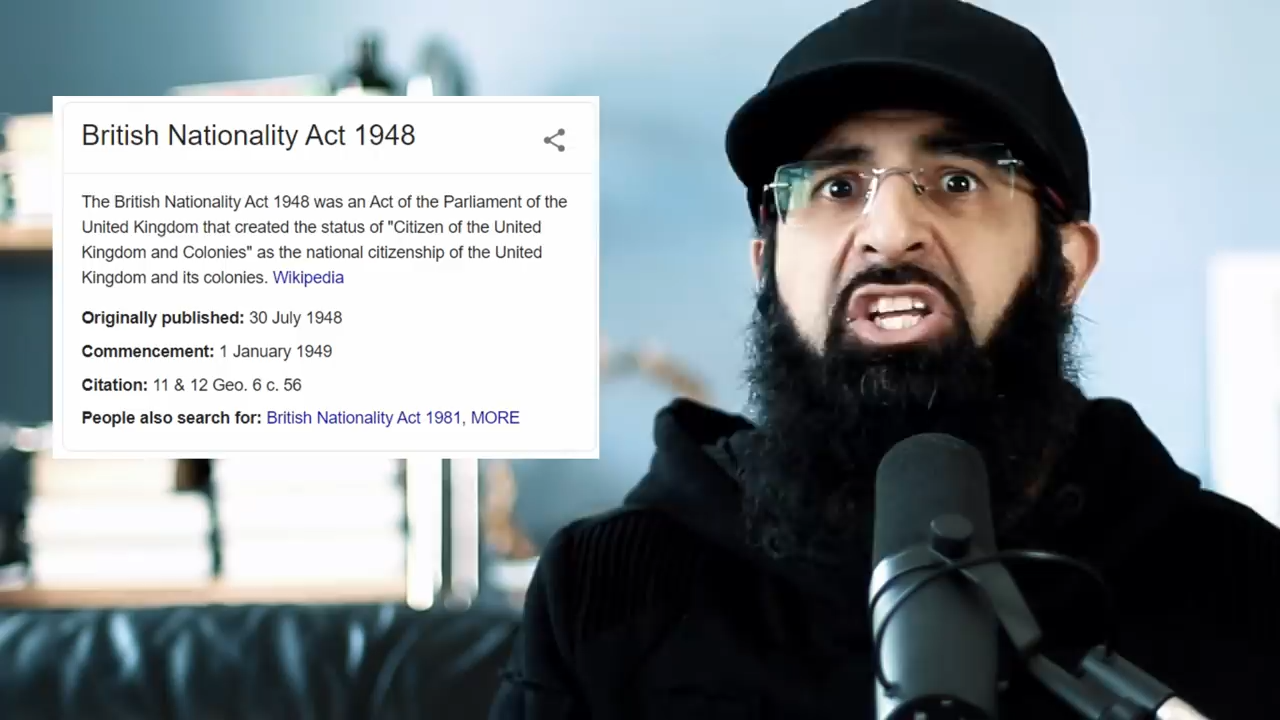 British Nationality Act 1948
The British Nationality Act 1948 was an Act of the Parliament of the
United Kingdom that created the status of "Citizen of the United
Kingdom and Colonies" as the national citizenship of the United
Kingdom and its colonies. Wikipedia
Originally published: 30 July 1948
Commencement: 1 January 1949
Citation: 11 & 12 Geo. 6 c. 56
People also search for: British Nationality Act 1981, MORE